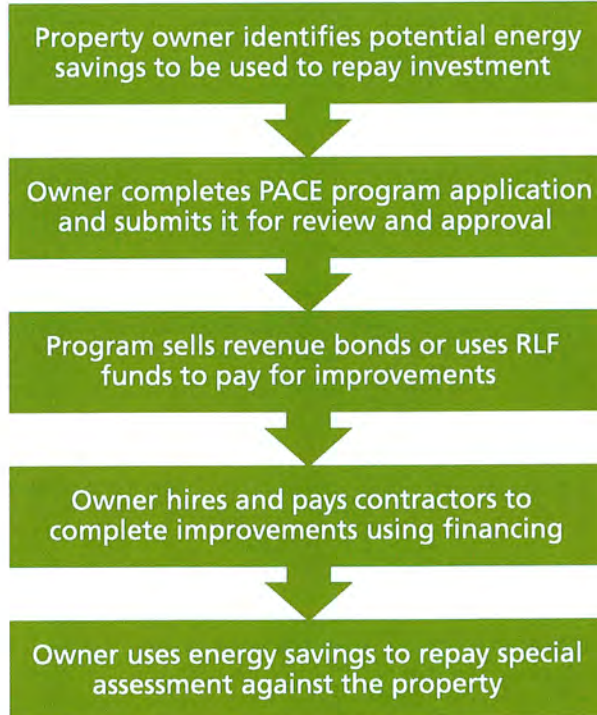 Property owner identifies potential energy
savings to be used to repay investment
Owner completes PACE program application
and submits it for review and approval
Program sells revenue bonds or uses RLF
funds to pay for improvements
Owner hires and pays contractors to
complete improvements using financing
Owner uses energy savings to repay special
assessment against the property